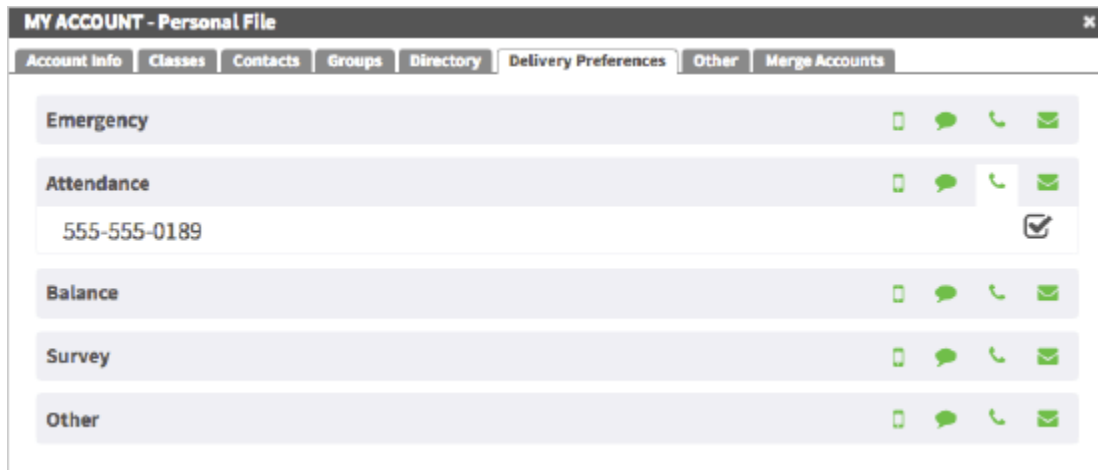 MY ACCOUNT - Personal File
Account Info Classes Contacts Groups Directory Delivery Preferences Other Merge Accounts
Emergency
Attendance
555-555-0189
Balance
Survey
Other